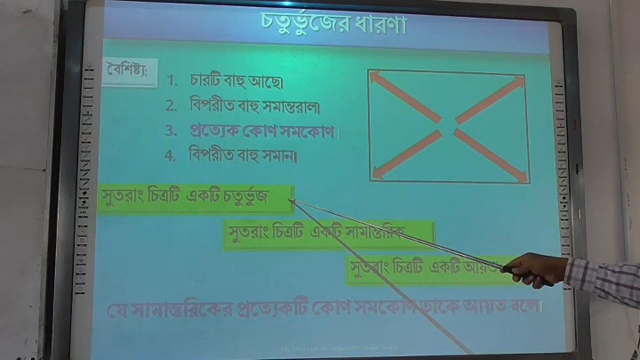 চতুর্ভুজের ধারণা
বৈশিষ্ট্য:
1. চারটি বাহু আছে।
2. বিপরীত বাহু সমান্তরাল।
3. প্রত্যেক কোণ সমকোণ।
4. বিপরীত বাহু সমান।
সুতরাং চিত্রটি একটি চতুর্ভুজ
সুতরাং চিত্রটি একটি সামান্তরিক
সুতরাং চিত্রটি একটি
যে সামান্তরিকের প্রত্যেকটি কোণ সমকোণ তাকে আয়ত বলে।